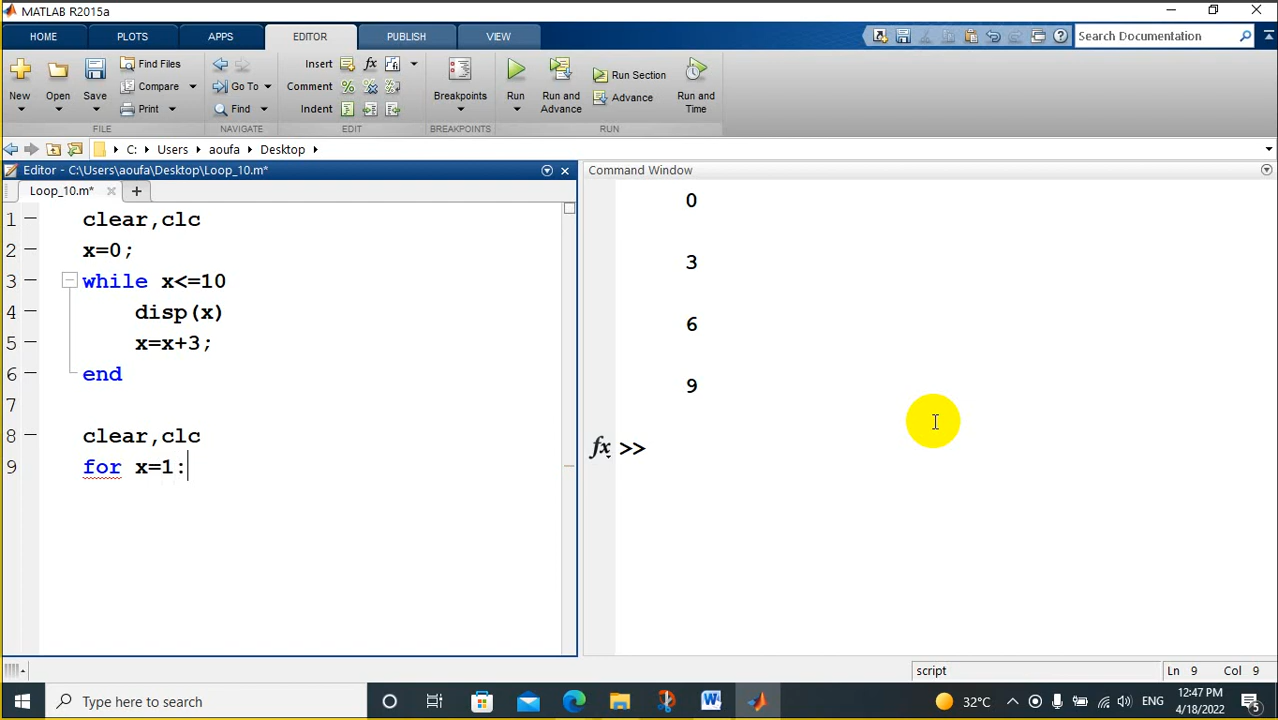 MATLAB R2015a
HOME PLOTS APPS EDITOR PUBLISH VIEW Search Documentation
New Open Save Find Files Compare Print Go To Find Insert fx Comment Indent Breakpoints Run Run and Advance Run Section Advance Run and Time
FILE NAVIGATE EDIT BREAKPOINTS RUN
C: Users aoufa Desktop
Editor - C:\Users\aoufa\Desktop\Loop_10.m*
Loop_10.m*
1 clear,clc
2 x=0;
3 while x<=10
4 disp(x)
5 x=x+3;
6 end
7
8 clear,clc
9 for x=1:
Command Window
0
3
6
9
fx >>
script Ln 9 Col 9
Type here to search 32°C ENG 12:47 PM 4/18/2022 5